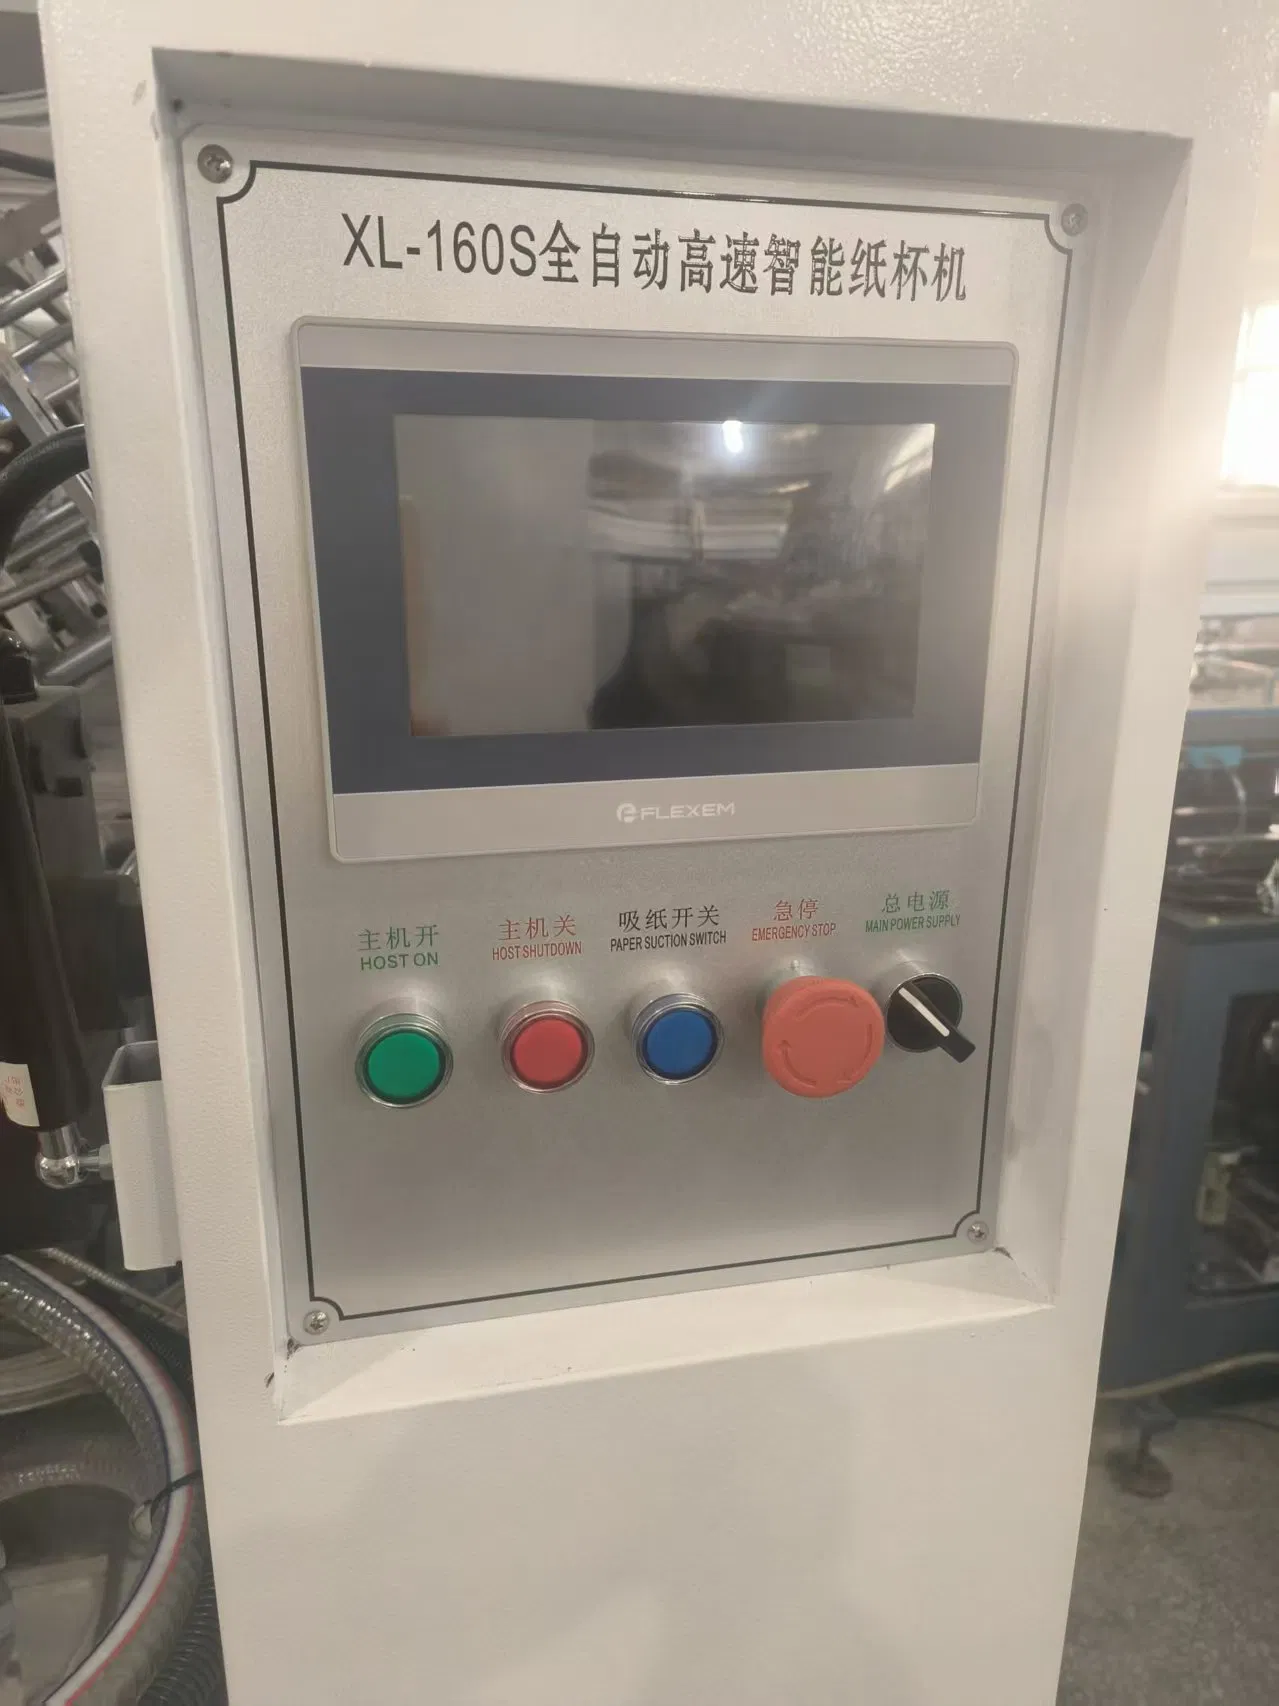 XL-160S全自动高速智能纸杯机
FLEXEM
主机开
HOST ON
主机关
HOST SHUTDOWN
吸纸开关
PAPER SUCTION SWITCH
急停
EMERGENCY STOP
总电源
MAIN POWER SUPPLY